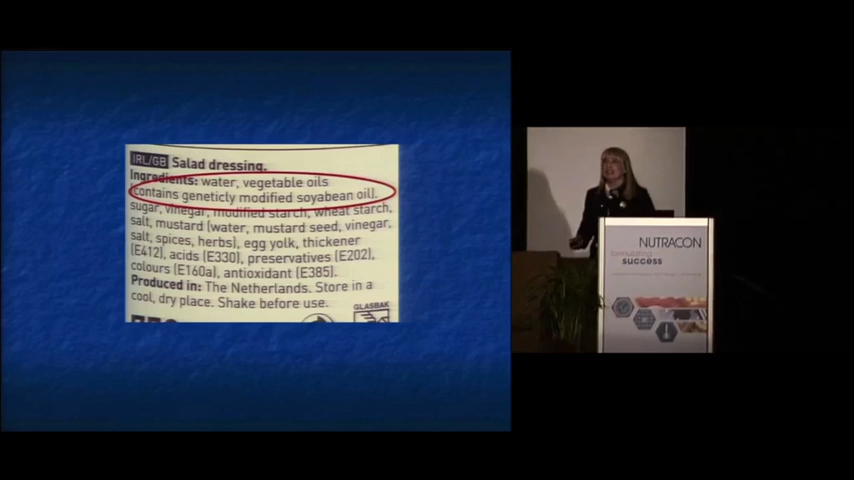 IRL/GB Salad dressing.
Ingredients: water, vegetable oils
(contains geneticly modified soyabean oil).
sugar, vinegar, modified starch, wheat starch,
salt, mustard (water, mustard seed, vinegar,
salt, spices, herbs), egg yolk, thickener
(E412), acids (E330), preservatives (E202),
colours (E160a), antioxidant (E385).
Produced in: The Netherlands. Store in a
cool, dry place. Shake before use.
GLASBAK
NUTRACON
formulating
success